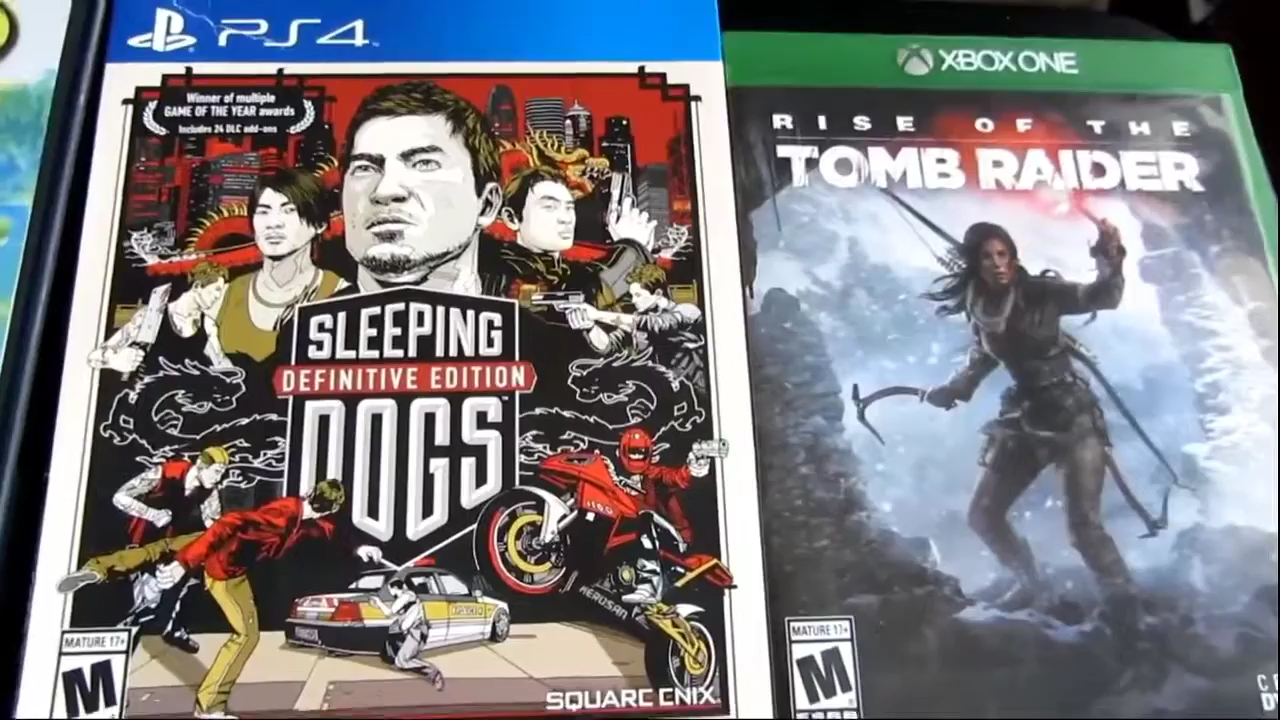 PS4
Winner of multiple
GAME OF THE YEAR awards
Includes 24 DLC add-ons
SLEEPING
DEFINITIVE EDITION
DOGS™
MATURE 17+
M
SQUARE ENIX.
XBOX ONE
RISE OF THE
TOMB RAIDER
MATURE 17+
M